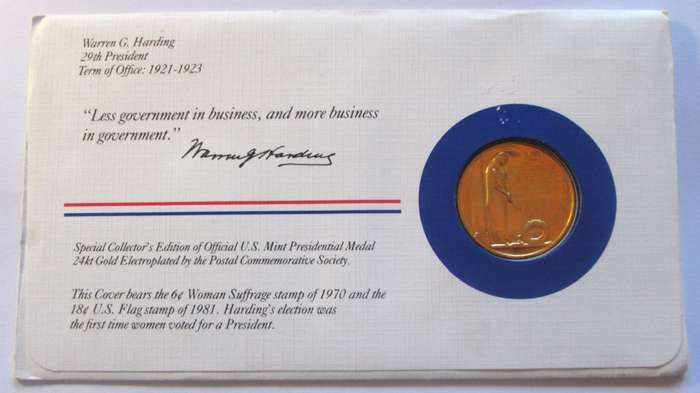 Warren G. Harding
29th President
Term of Office: 1921-1923
“Less government in business, and more business
in government.”
Warren G Harding
Special Collector's Edition of Official U.S. Mint Presidential Medal
24kt Gold Electroplated by the Postal Commemorative Society.
This Cover bears the 6¢ Woman Suffrage stamp of 1970 and the
18¢ U.S. Flag stamp of 1981. Harding's election was
the first time women voted for a President.